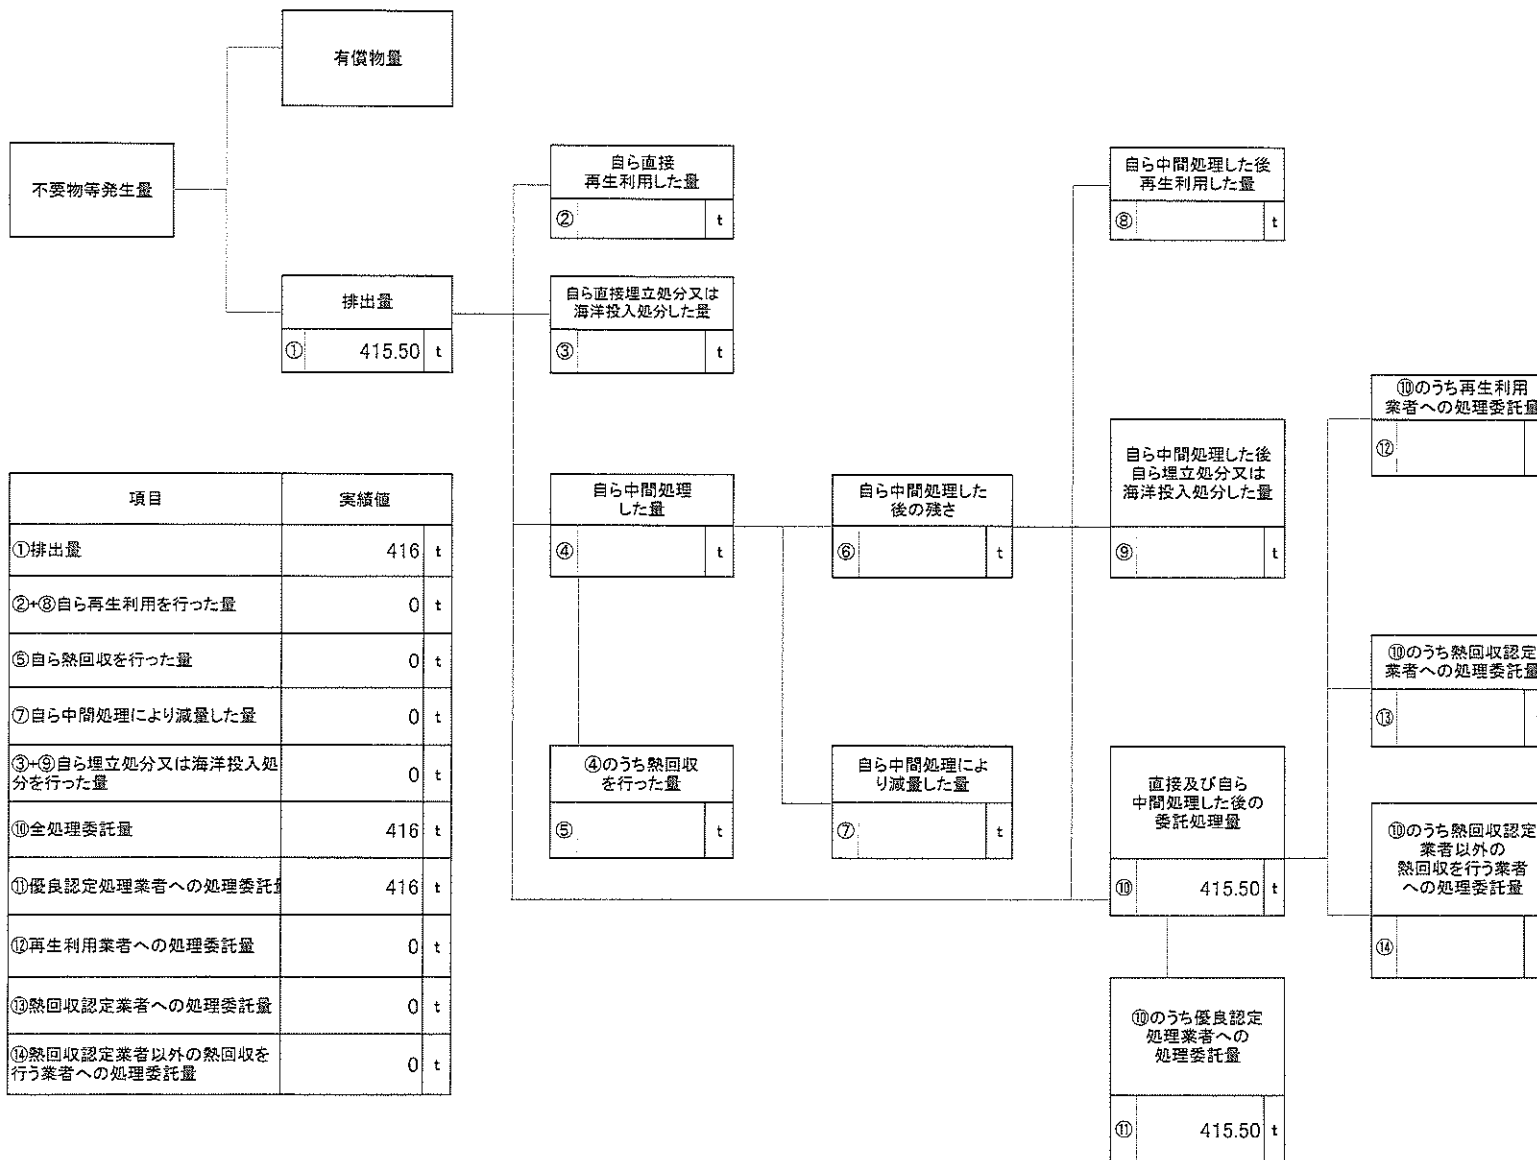 有償物量
不要物等発生量
排出量
① 415.50 t
自ら直接
再生利用した量
② t
自ら直接埋立処分又は
海洋投入処分した量
③ t
自ら中間処理
した量
④ t
④のうち熱回収
を行った量
⑤ t
自ら中間処理した
後の残さ
⑥ t
自ら中間処理によ
り減量した量
⑦ t
自ら中間処理した後
再生利用した量
⑧ t
自ら中間処理した後
自ら埋立処分又は
海洋投入処分した量
⑨ t
直接及び自ら
中間処理した後の
委託処理量
⑩ 415.50 t
⑩のうち優良認定
処理業者への
処理委託量
⑪ 415.50 t
⑩のうち再生利用
業者への処理委託量
⑫
⑩のうち熱回収認定
業者への処理委託量
⑬
⑩のうち熱回収認定
業者以外の
熱回収を行う業者
への処理委託量
⑭
項目 実績値
①排出量 416 t
②+⑧自ら再生利用を行った量 0 t
⑤自ら熱回収を行った量 0 t
⑦自ら中間処理により減量した量 0 t
③+⑨自ら埋立処分又は海洋投入処
分を行った量 0 t
⑩全処理委託量 416 t
⑪優良認定処理業者への処理委託量 416 t
⑫再生利用業者への処理委託量 0 t
⑬熱回収認定業者への処理委託量 0 t
⑭熱回収認定業者以外の熱回収を
行う業者への処理委託量 0 t